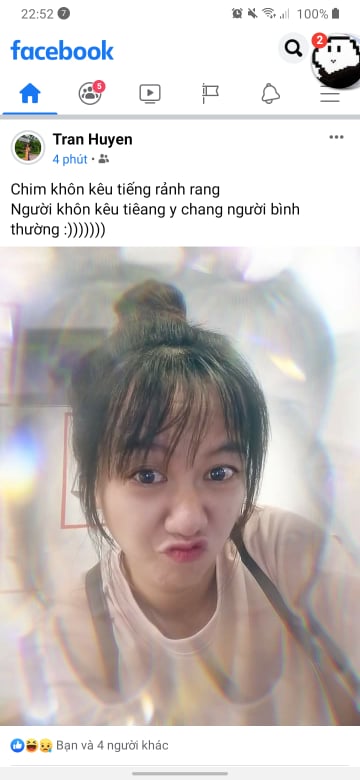 22:52 7 100%
facebook
2
5
Tran Huyen
4 phút
Chim khôn kêu tiếng rảnh rang
Người khôn kêu tiêang y chang người bình
thường :)))))))
Bạn và 4 người khác